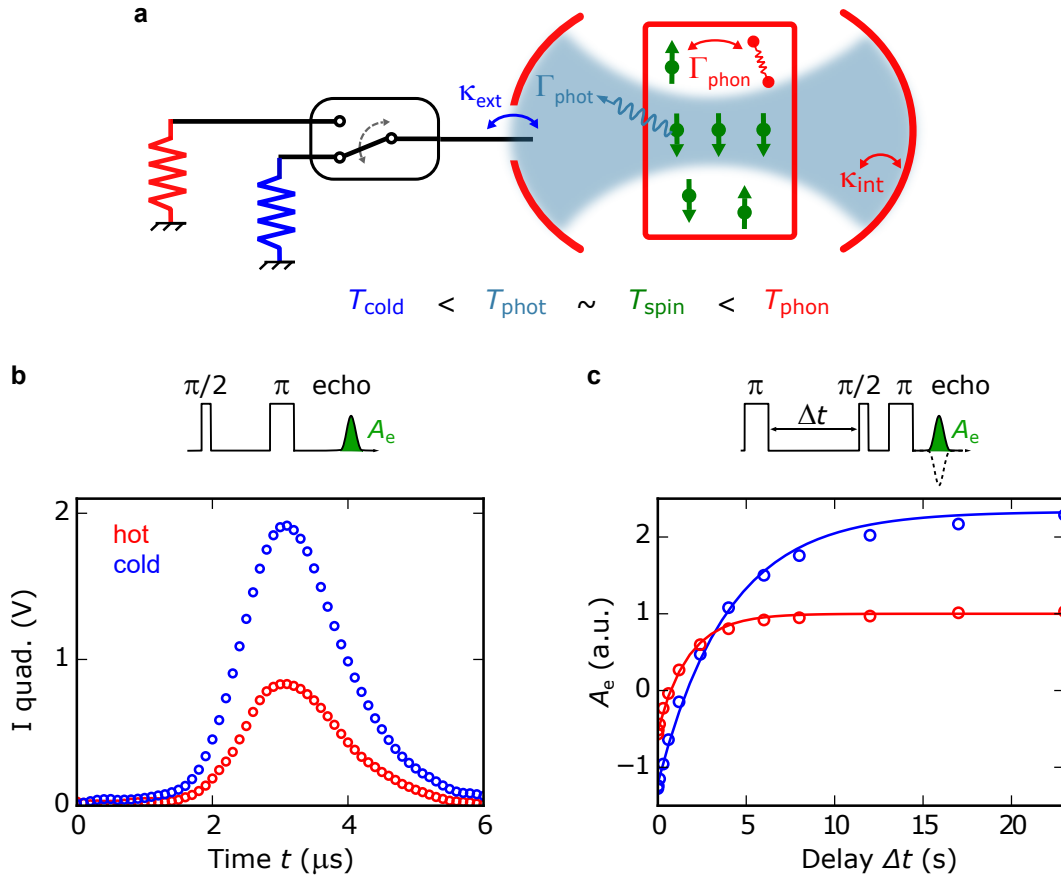 a
κext
Γphot
Γphon
κint
Tcold < Tphot ~ Tspin < Tphon
b
π/2 π echo
Ae
hot
cold
2
1
0
I quad. (V)
0 2 4 6
Time t (μs)
c
π π/2 π echo
Δt
Ae
2
1
0
−1
Ae (a.u.)
0 5 10 15 20
Delay Δt (s)